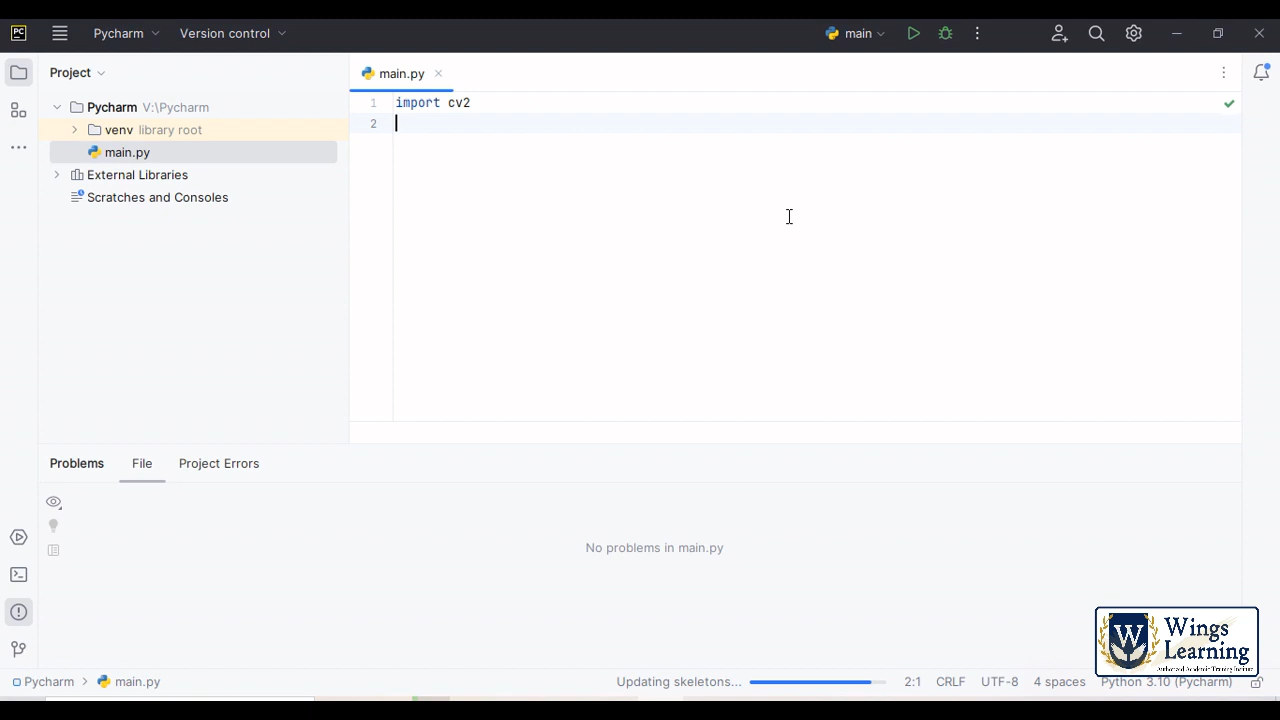 PC Pycharm Version control main
Project main.py
Pycharm V:\Pycharm
venv library root
main.py
External Libraries
Scratches and Consoles
1 import cv2
2
Problems File Project Errors
No problems in main.py
W Wings
Learning
Pycharm > main.py Updating skeletons... 2:1 CRLF UTF-8 4 spaces Python 3.10 (Pycharm)